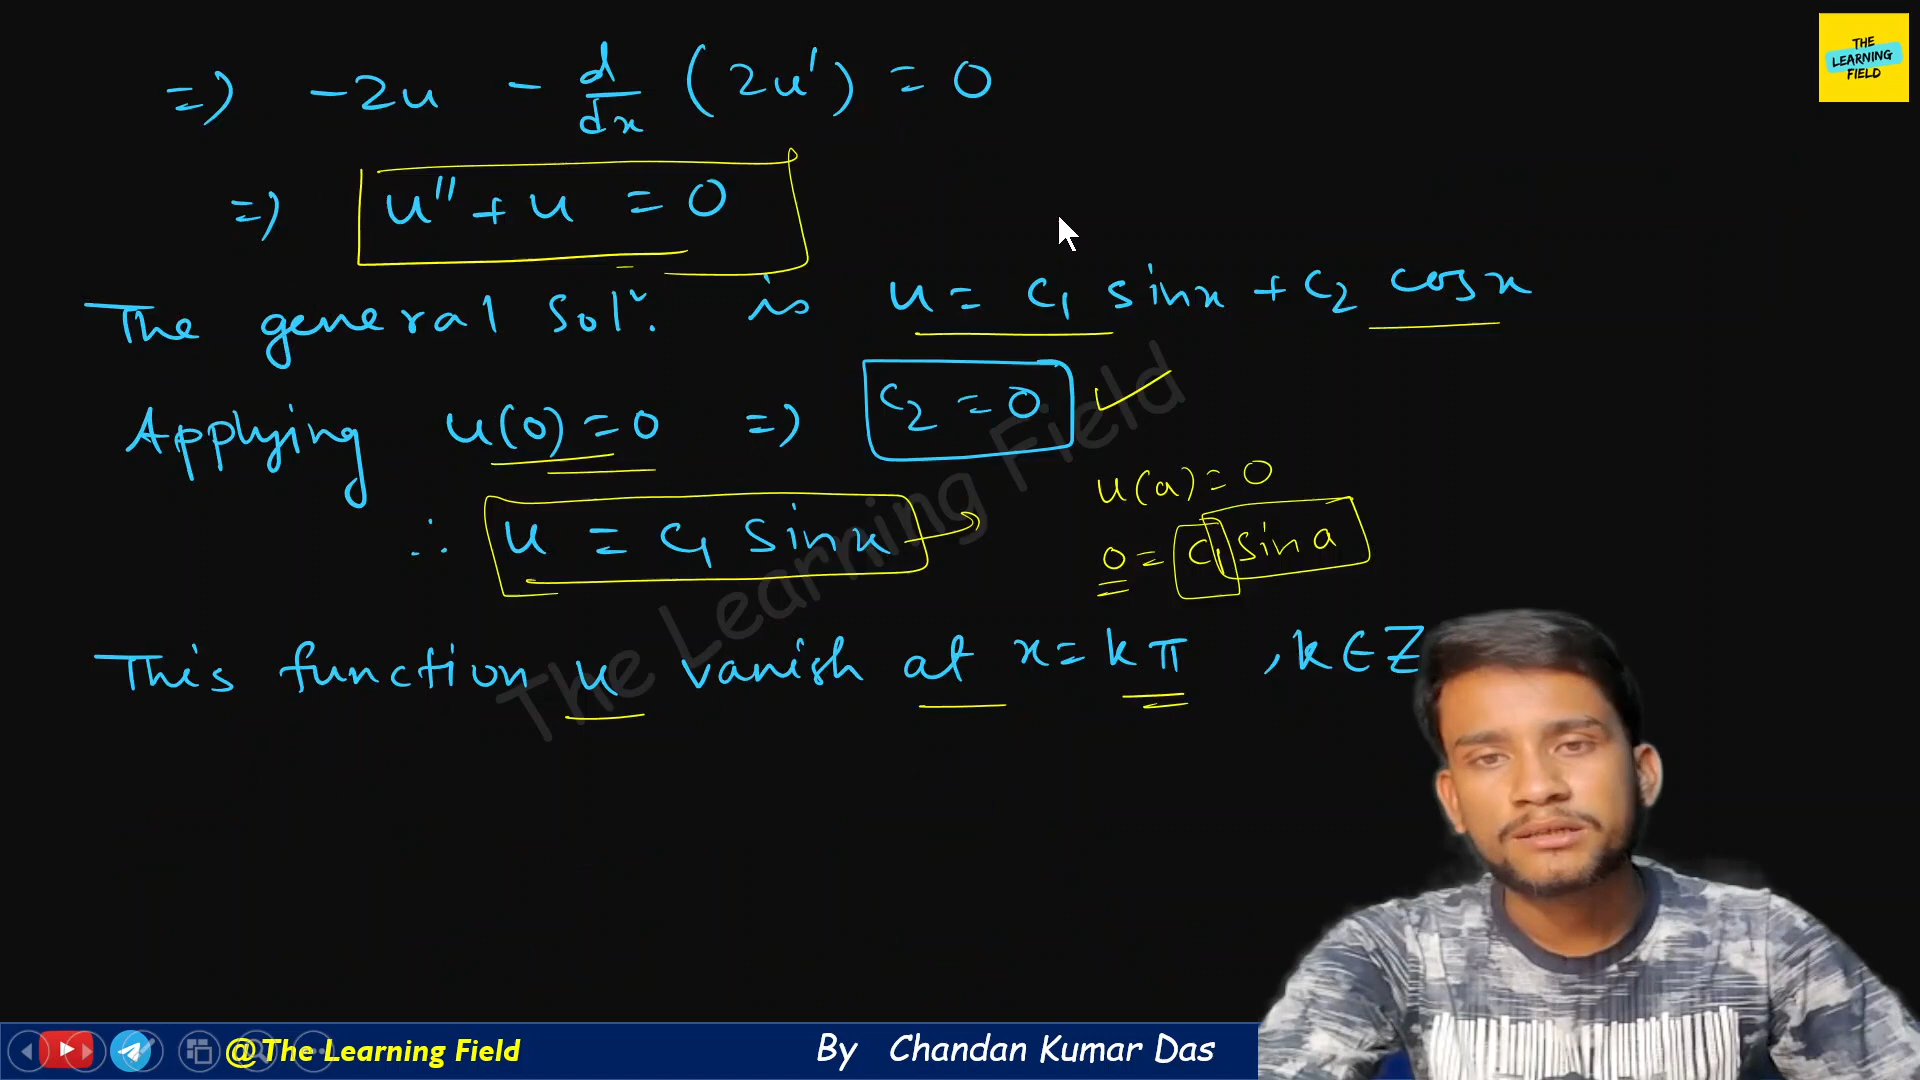 THE LEARNING FIELD
=> -2u - d/dx (2u') = 0
=> u'' + u = 0
The general Solⁿ. is u = c₁ sinx + c₂ cosx
Applying u(0) = 0 => c₂ = 0 ✓
u(a) = 0
∴ u = c₁ sinx →
0 = c₁ sin a
This function u vanish at x = kπ , k ∈ Z
The Learning Field
@The Learning Field
By Chandan Kumar Das